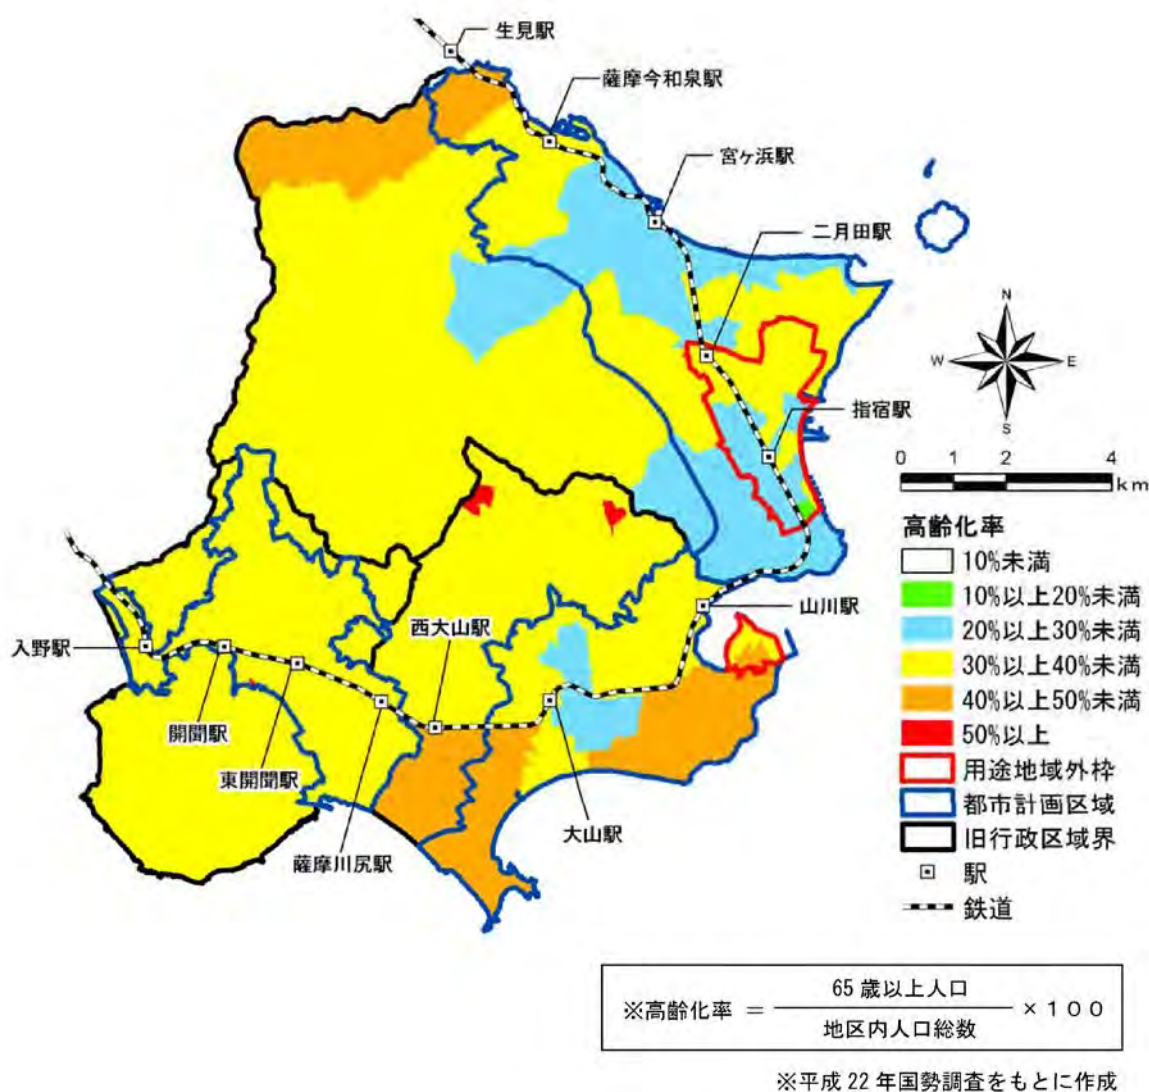 生見駅
薩摩今和泉駅
宮ヶ浜駅
二月田駅
N
W E
S
指宿駅
0 1 2 4
km
高齢化率
10%未満
10%以上20%未満
20%以上30%未満
30%以上40%未満
40%以上50%未満
50%以上
用途地域外枠
都市計画区域
旧行政区域界
駅
鉄道
山川駅
西大山駅
入野駅
開聞駅
東開聞駅
薩摩川尻駅
大山駅
65 歳以上人口
※高齢化率 = × 100
地区内人口総数
※平成 22 年国勢調査をもとに作成